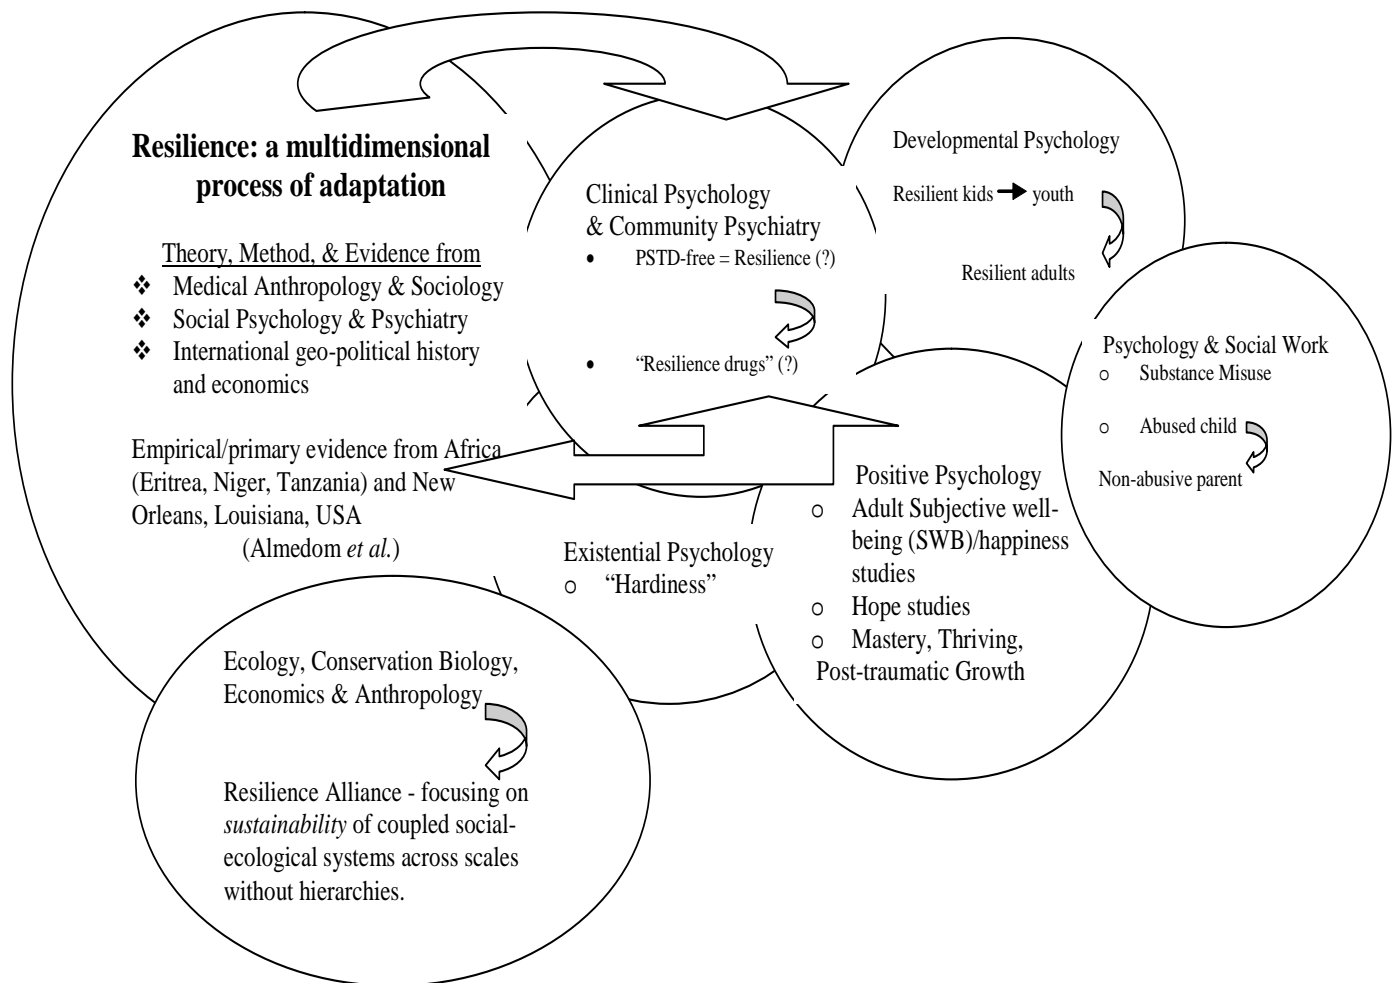 Resilience: a multidimensional
process of adaptation
Theory, Method, & Evidence from
❖ Medical Anthropology & Sociology
❖ Social Psychology & Psychiatry
❖ International geo-political history
and economics
Empirical/primary evidence from Africa
(Eritrea, Niger, Tanzania) and New
Orleans, Louisiana, USA
(Almedom et al.)
Clinical Psychology
& Community Psychiatry
• PSTD-free = Resilience (?)
• “Resilience drugs” (?)
Developmental Psychology
Resilient kids → youth
Resilient adults
Psychology & Social Work
o Substance Misuse
o Abused child
Non-abusive parent
Positive Psychology
o Adult Subjective well-
being (SWB)/happiness
studies
o Hope studies
o Mastery, Thriving,
Post-traumatic Growth
Existential Psychology
o “Hardiness”
Ecology, Conservation Biology,
Economics & Anthropology
Resilience Alliance - focusing on
sustainability of coupled social-
ecological systems across scales
without hierarchies.